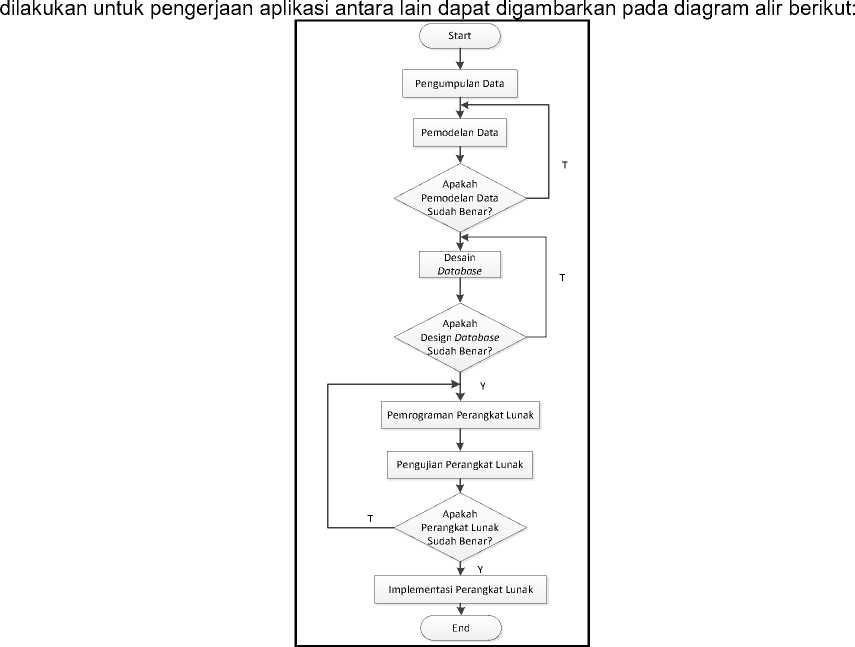 dilakukan untuk pengerjaan aplikasi antara lain dapat digambarkan pada diagram alir berikut:
Start
Pengumpulan Data
Pemodelan Data
T
Apakah
Pemodelan Data
Sudah Benar?
Desain
Database
T
Apakah
Design Database
Sudah Benar?
Y
Pemrograman Perangkat Lunak
Pengujian Perangkat Lunak
T
Apakah
Perangkat Lunak
Sudah Benar?
Y
Implementasi Perangkat Lunak
End